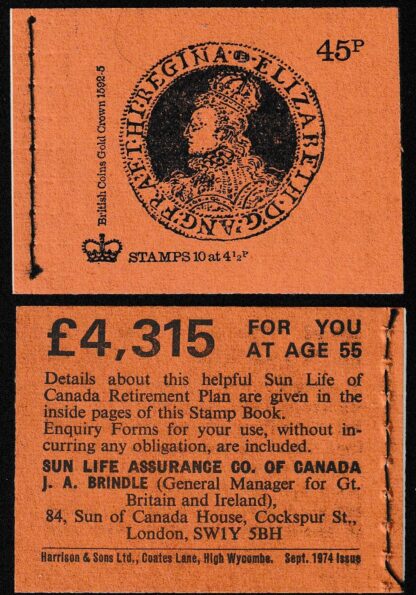 45P
ELIZABETH·D·G·ANG·FRA·ET·HI·REGINA
British Coins Gold Crown 1592-5
STAMPS 10 at 4½P
£4,315 FOR YOU
AT AGE 55
Details about this helpful Sun Life of
Canada Retirement Plan are given in the
inside pages of this Stamp Book.
Enquiry Forms for your use, without in-
curring any obligation, are included.
SUN LIFE ASSURANCE CO. OF CANADA
J. A. BRINDLE (General Manager for Gt.
Britain and Ireland),
84, Sun of Canada House, Cockspur St.,
London, SW1Y 5BH
Harrison & Sons Ltd., Coates Lane, High Wycombe. Sept. 1974 Issue